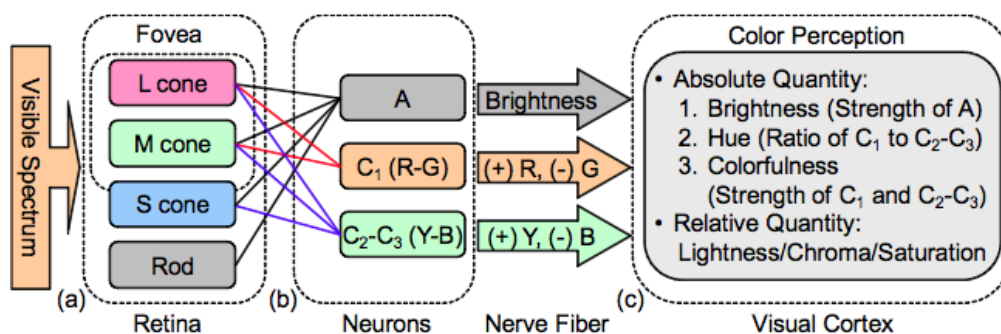 Visible Spectrum
(a)
Fovea
L cone
M cone
S cone
Rod
Retina
(b)
A
C₁ (R-G)
C₂-C₃ (Y-B)
Neurons
Brightness
(+) R, (-) G
(+) Y, (-) B
Nerve Fiber
(c)
Color Perception
• Absolute Quantity:
1. Brightness (Strength of A)
2. Hue (Ratio of C₁ to C₂-C₃)
3. Colorfulness
(Strength of C₁ and C₂-C₃)
• Relative Quantity:
Lightness/Chroma/Saturation
Visual Cortex